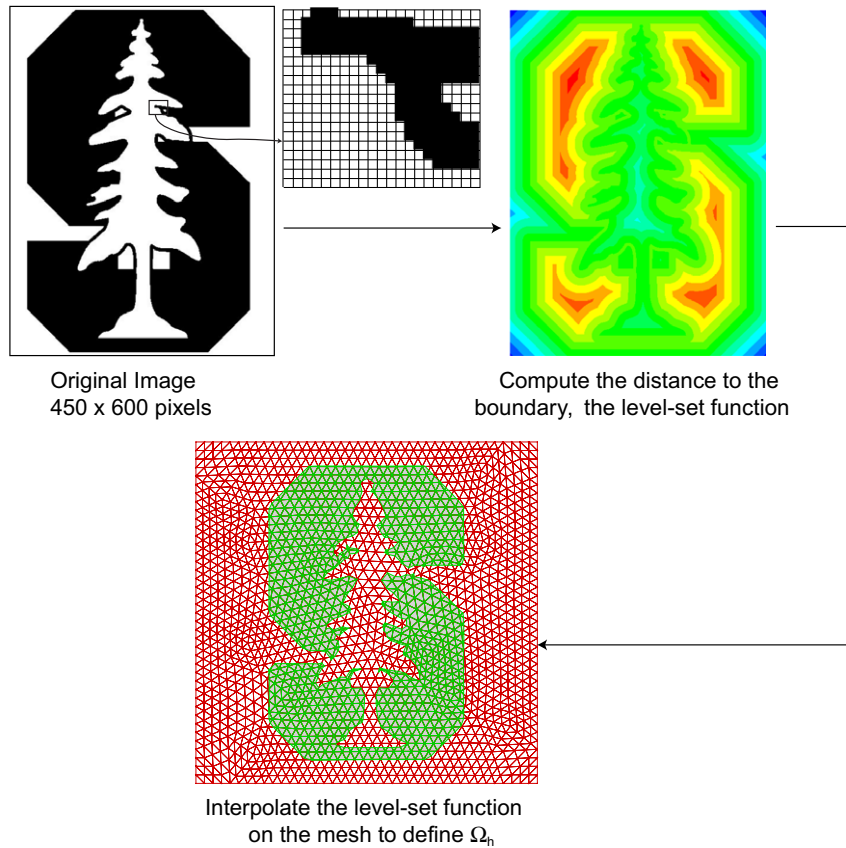 Original Image
450 x 600 pixels
Compute the distance to the
boundary, the level-set function
Interpolate the level-set function
on the mesh to define Ωₕ